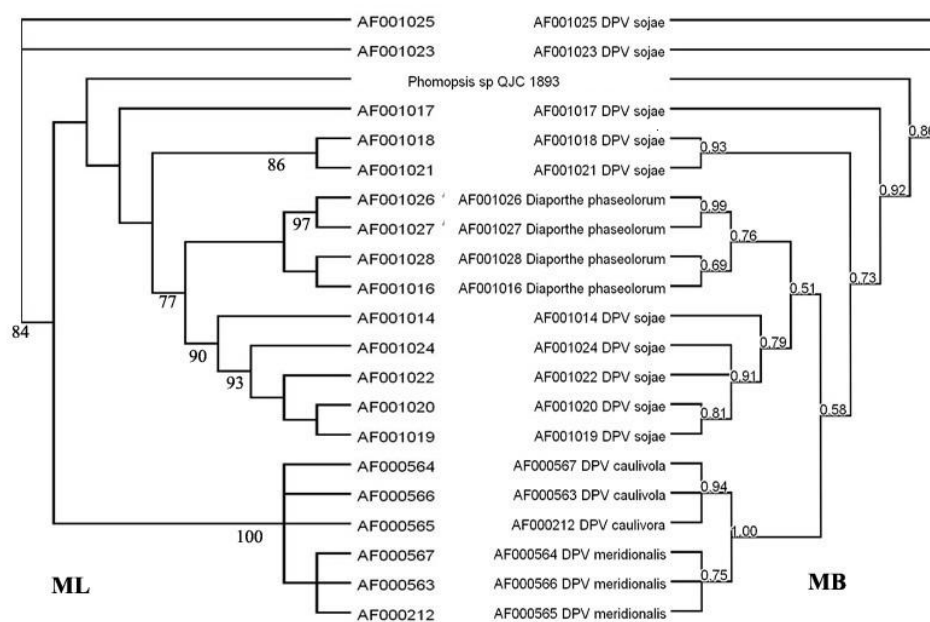 AF001025 AF001025 DPV sojae
AF001023 AF001023 DPV sojae
Phomopsis sp QJC 1893
0.86
AF001017 AF001017 DPV sojae
AF001018 AF001018 DPV sojae
86 0.93
AF001021 AF001021 DPV sojae
0.92
AF001026 AF001026 Diaporthe phaseolorum
97 0.99
AF001027 AF001027 Diaporthe phaseolorum
0.76
AF001028 AF001028 Diaporthe phaseolorum
0.69 0.73
AF001016 AF001016 Diaporthe phaseolorum
77 0.51
AF001014 AF001014 DPV sojae
84
90 0.79
AF001024 AF001024 DPV sojae
93 0.91
AF001022 AF001022 DPV sojae
AF001020 AF001020 DPV sojae
0.81 0.58
AF001019 AF001019 DPV sojae
AF000564 AF000567 DPV caulivola
0.94
AF000566 AF000563 DPV caulivola
AF000565 AF000212 DPV caulivora
100 1.00
AF000567 AF000564 DPV meridionalis
0.75
AF000563 AF000566 DPV meridionalis
ML MB
AF000212 AF000565 DPV meridionalis